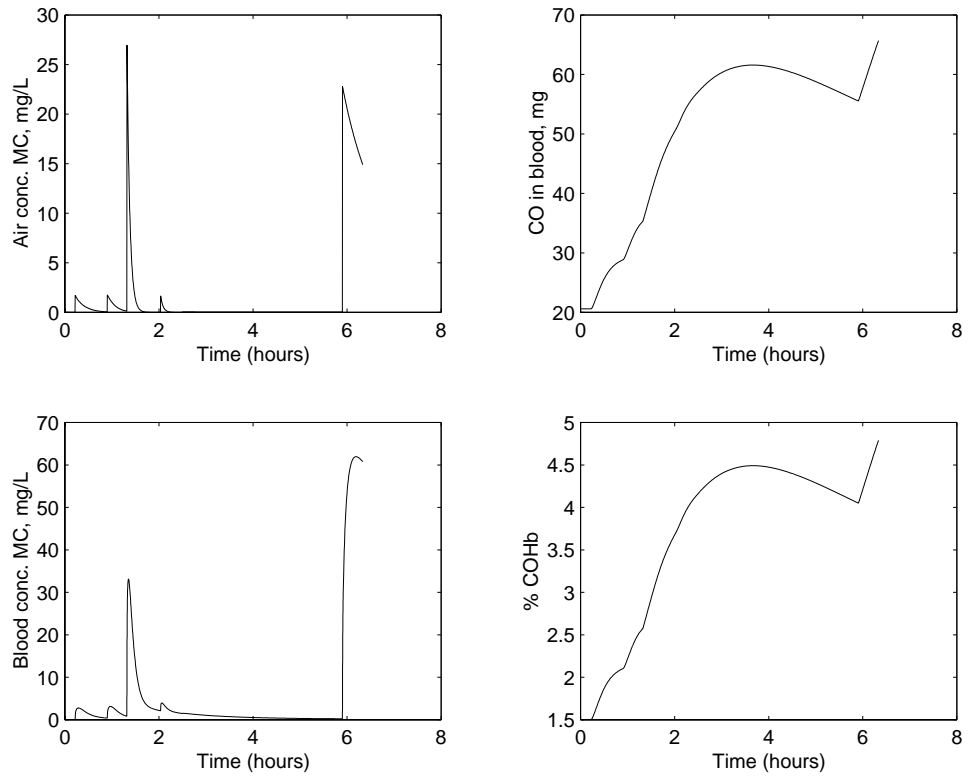 30
25
20
15
10
5
0
Air conc. MC, mg/L
0 2 4 6 8
Time (hours)
70
60
50
40
30
20
CO in blood, mg
0 2 4 6 8
Time (hours)
70
60
50
40
30
20
10
0
Blood conc. MC, mg/L
0 2 4 6 8
Time (hours)
5
4.5
4
3.5
3
2.5
2
1.5
% COHb
0 2 4 6 8
Time (hours)